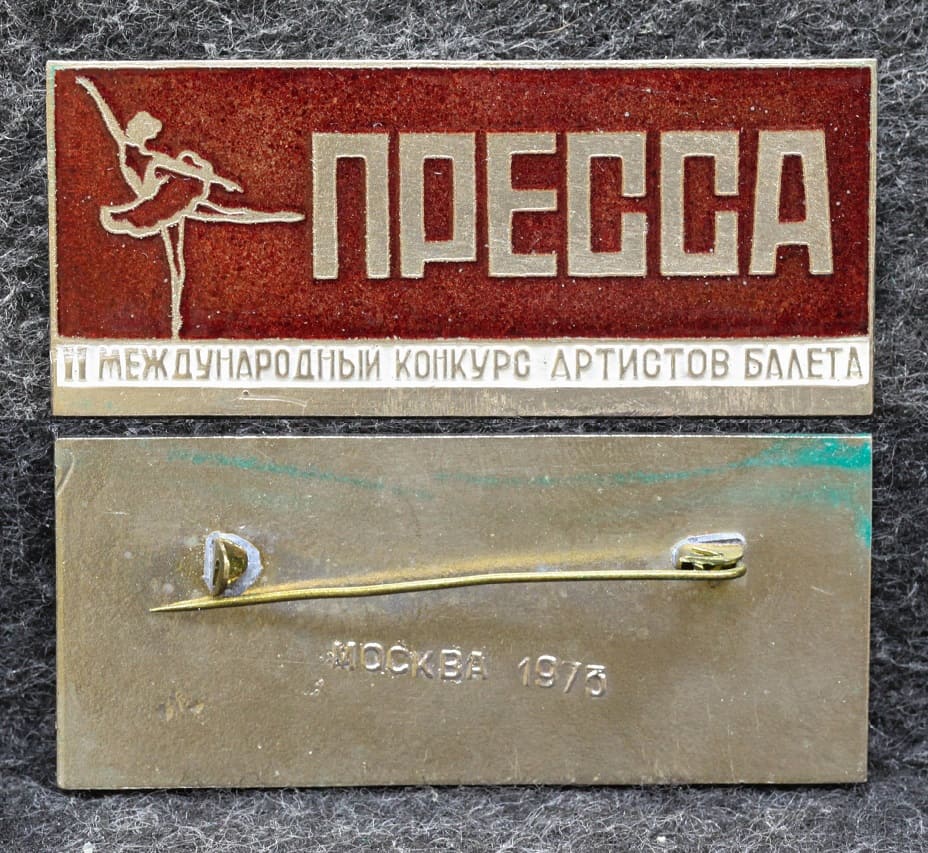 ПРЕССА
II МЕЖДУНАРОДНЫЙ КОНКУРС АРТИСТОВ БАЛЕТА
МОСКВА 1973